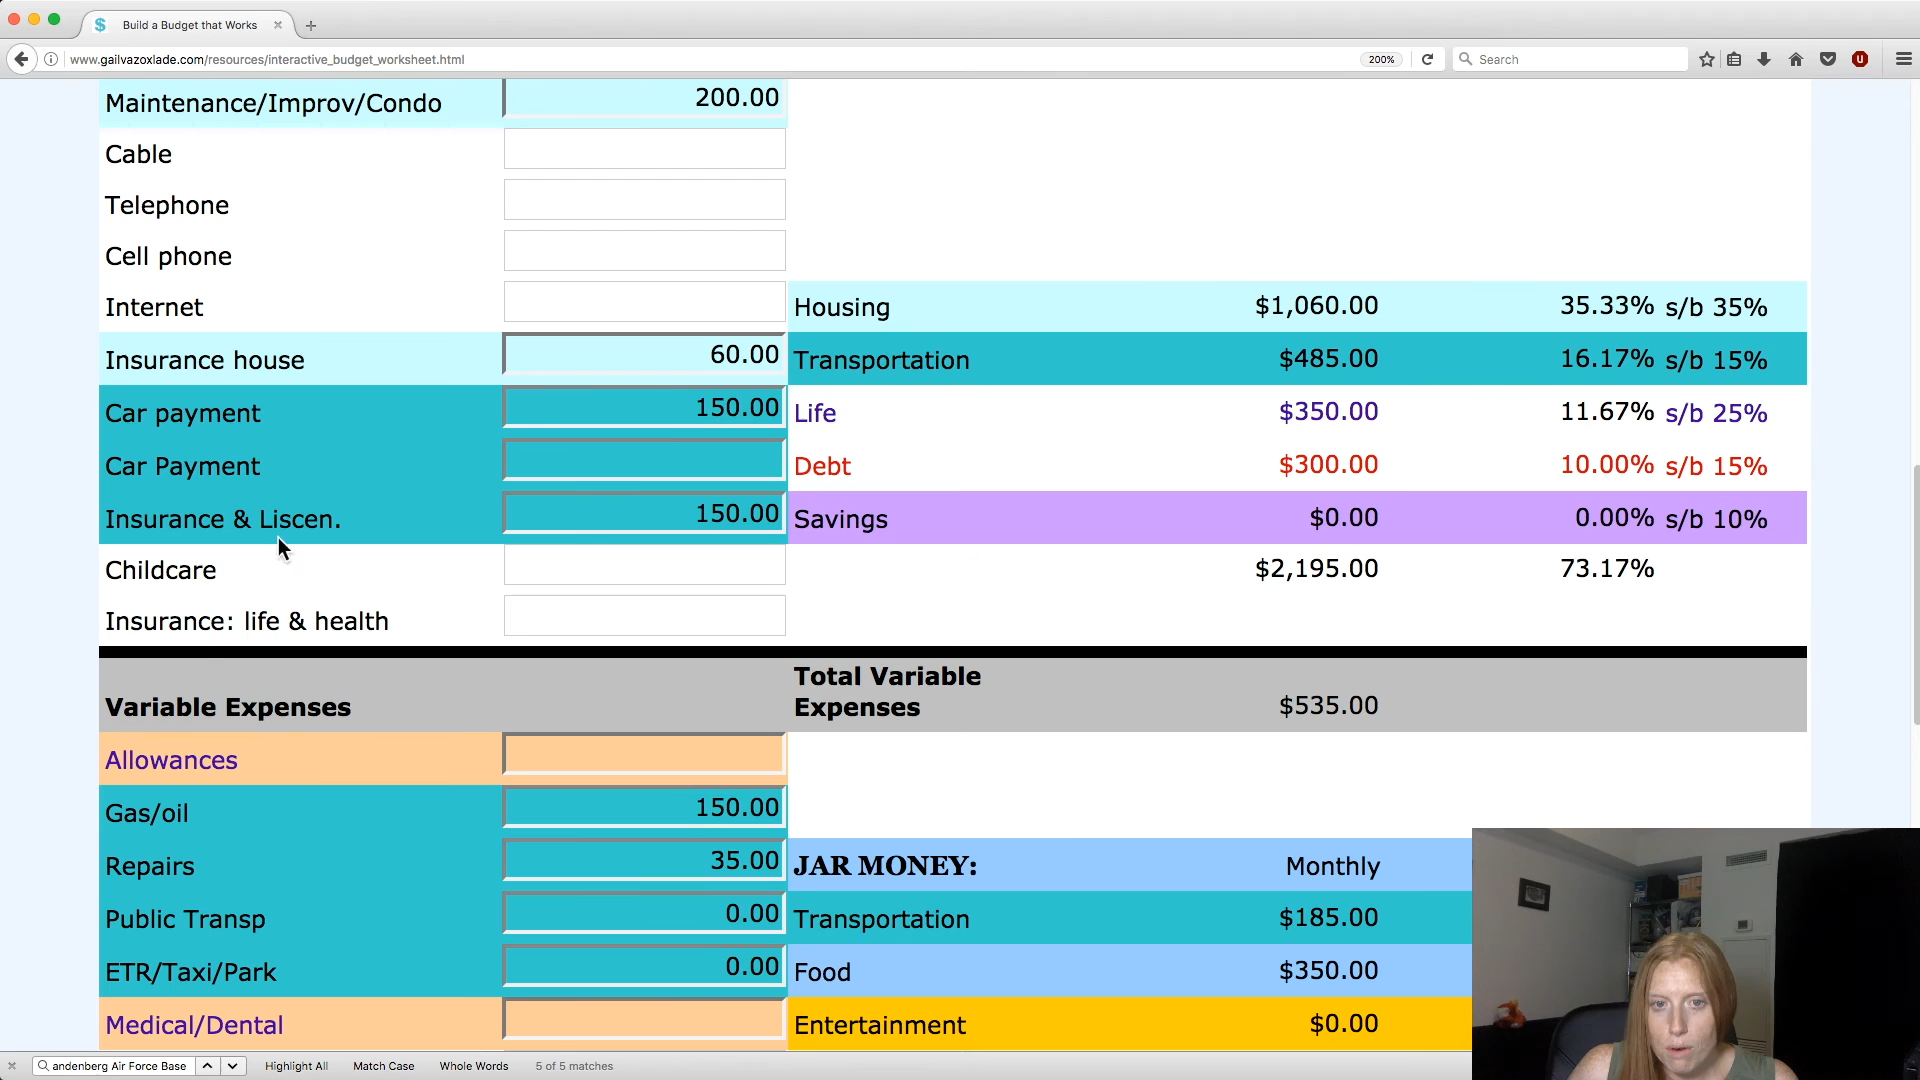 Build a Budget that Works
www.gailvazoxlade.com/resources/interactive_budget_worksheet.html
200%
Search
Maintenance/Improv/Condo 200.00
Cable
Telephone
Cell phone
Internet
Housing $1,060.00 35.33% s/b 35%
Insurance house 60.00
Transportation $485.00 16.17% s/b 15%
Car payment 150.00
Life $350.00 11.67% s/b 25%
Car Payment
Debt $300.00 10.00% s/b 15%
Insurance & Liscen. 150.00
Savings $0.00 0.00% s/b 10%
Childcare
$2,195.00 73.17%
Insurance: life & health
Variable Expenses
Total Variable
Expenses $535.00
Allowances
Gas/oil 150.00
Repairs 35.00
JAR MONEY: Monthly
Public Transp 0.00
Transportation $185.00
ETR/Taxi/Park 0.00
Food $350.00
Medical/Dental
Entertainment $0.00
andenberg Air Force Base
Highlight All
Match Case
Whole Words
5 of 5 matches